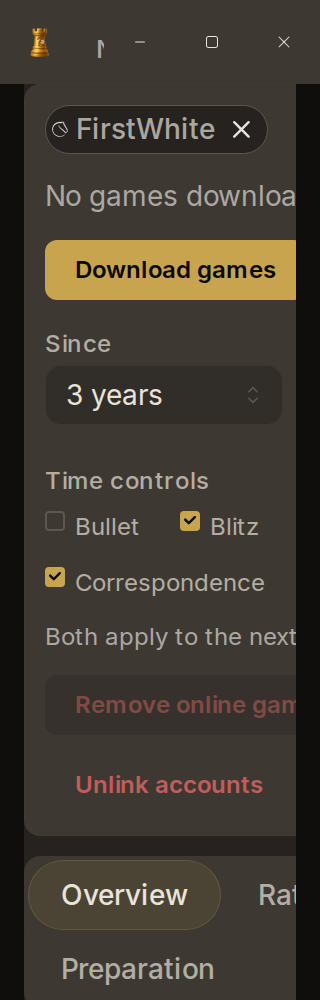 FirstWhite
No games downloa
Download games
Since
3 years
Time controls
Bullet Blitz
Correspondence
Both apply to the next
Remove online gam
Unlink accounts
Overview Rat
Preparation